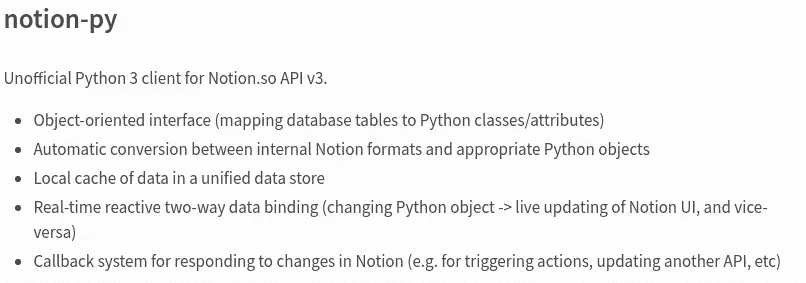 notion-py
Unofficial Python 3 client for Notion.so API v3.
• Object-oriented interface (mapping database tables to Python classes/attributes)
• Automatic conversion between internal Notion formats and appropriate Python objects
• Local cache of data in a unified data store
• Real-time reactive two-way data binding (changing Python object -> live updating of Notion UI, and vice-
versa)
• Callback system for responding to changes in Notion (e.g. for triggering actions, updating another API, etc)